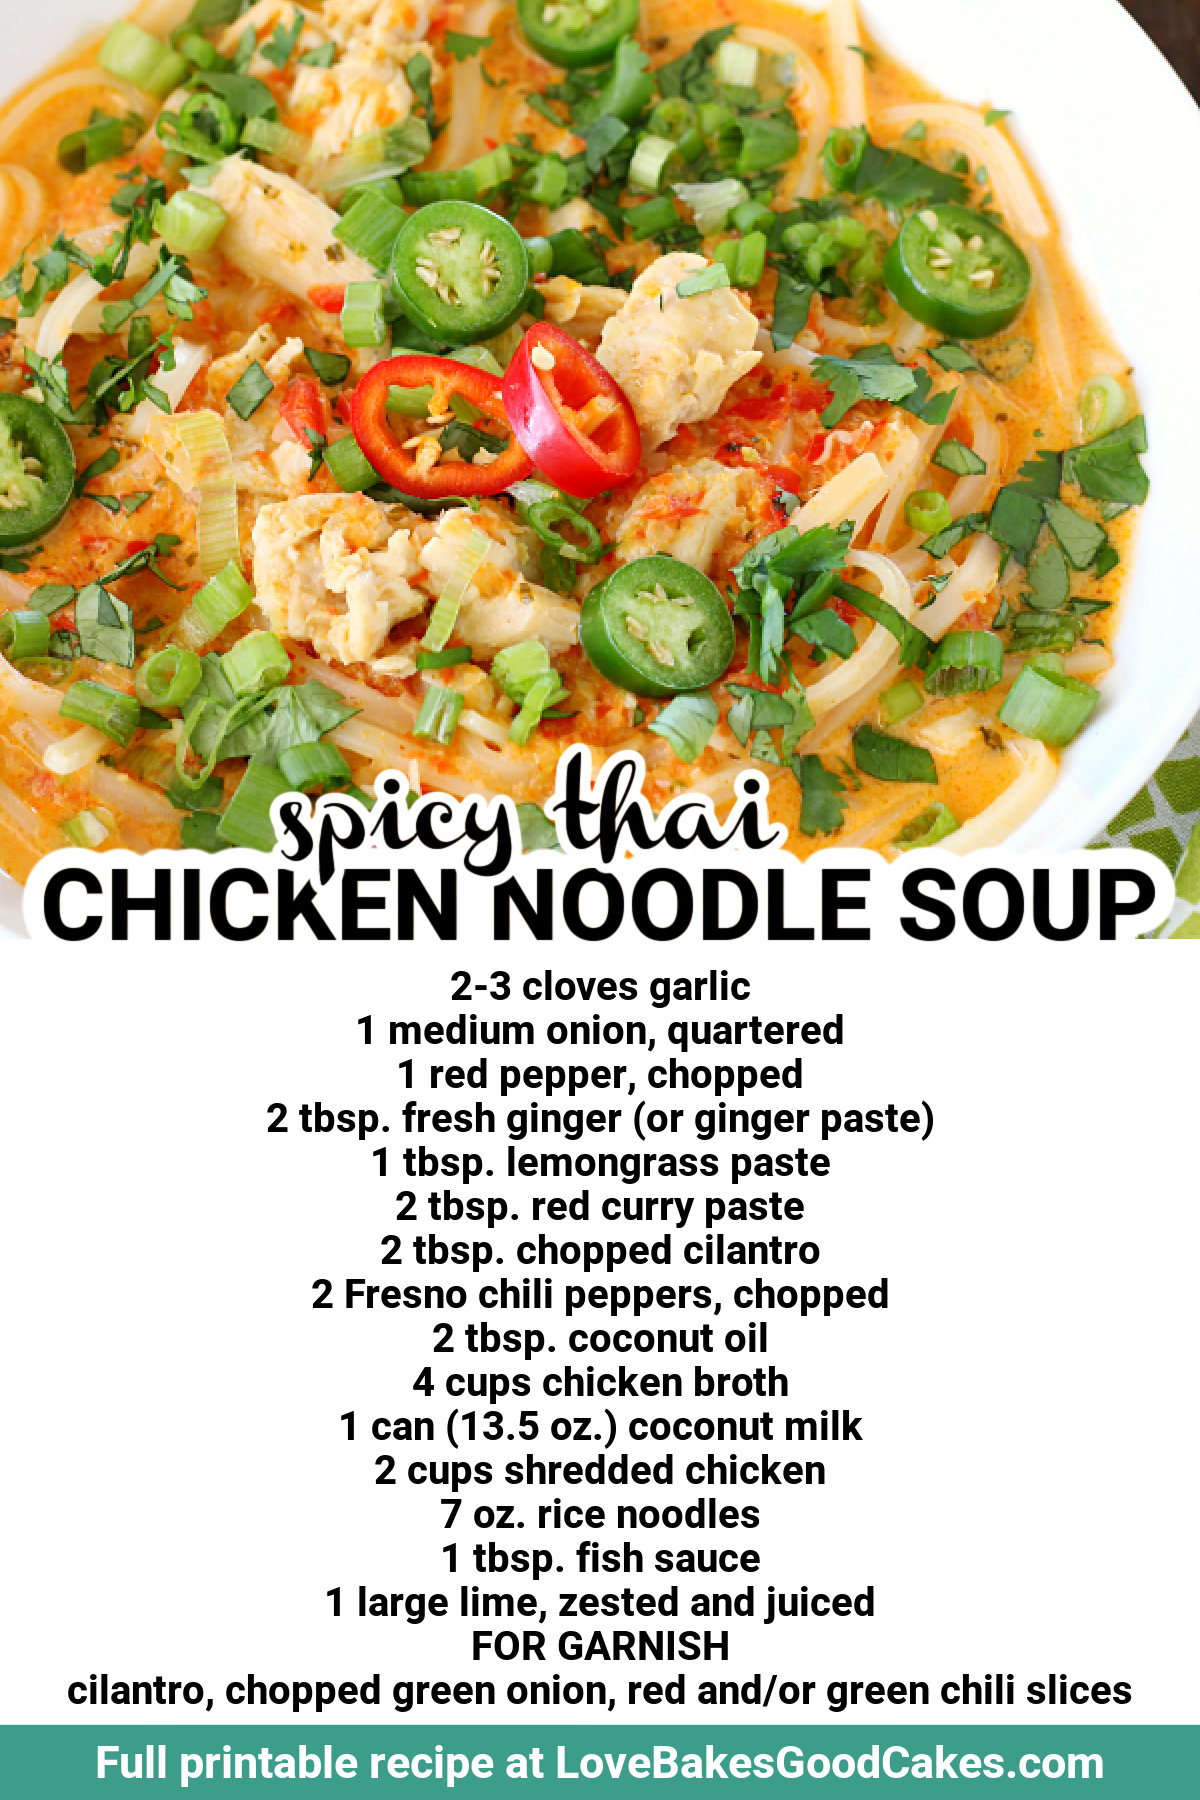 spicy thai
CHICKEN NOODLE SOUP
2-3 cloves garlic
1 medium onion, quartered
1 red pepper, chopped
2 tbsp. fresh ginger (or ginger paste)
1 tbsp. lemongrass paste
2 tbsp. red curry paste
2 tbsp. chopped cilantro
2 Fresno chili peppers, chopped
2 tbsp. coconut oil
4 cups chicken broth
1 can (13.5 oz.) coconut milk
2 cups shredded chicken
7 oz. rice noodles
1 tbsp. fish sauce
1 large lime, zested and juiced
FOR GARNISH
cilantro, chopped green onion, red and/or green chili slices
Full printable recipe at LoveBakesGoodCakes.com